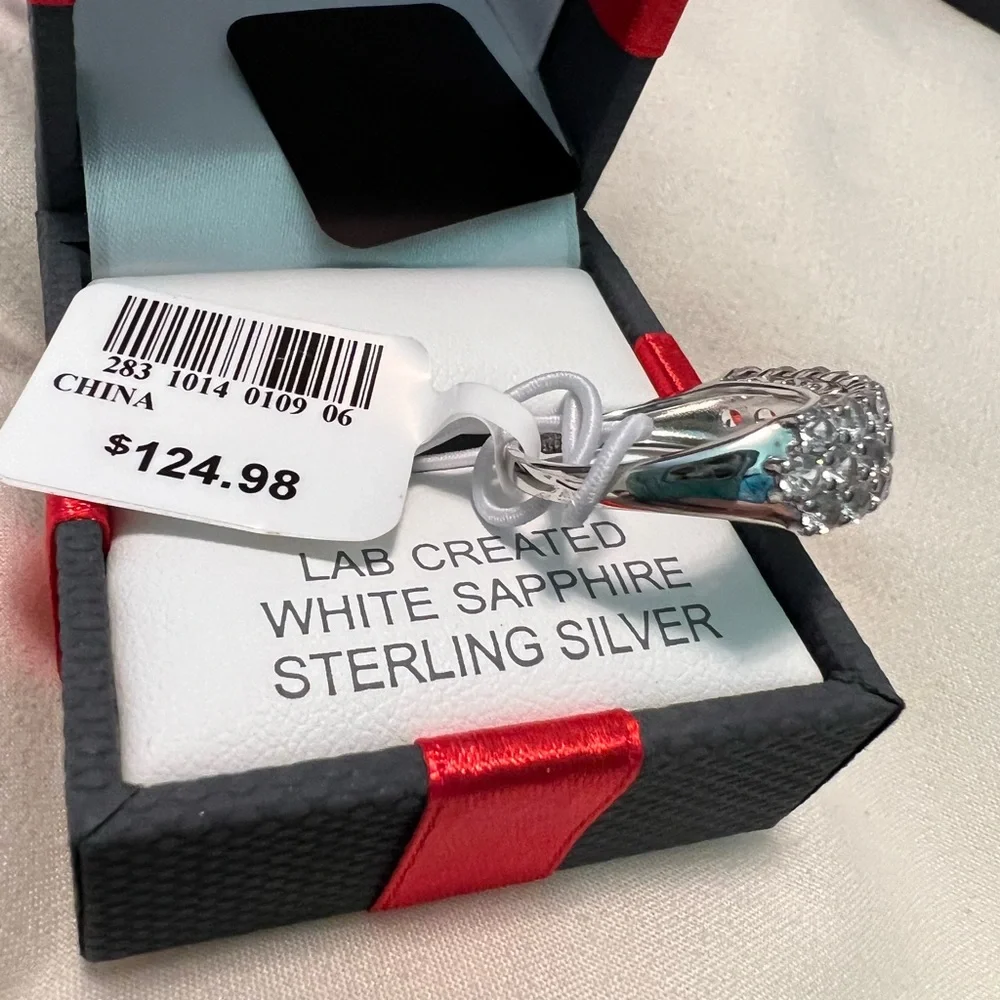 283 1014 0109 06
CHINA
$124.98
LAB CREATED
WHITE SAPPHIRE
STERLING SILVER